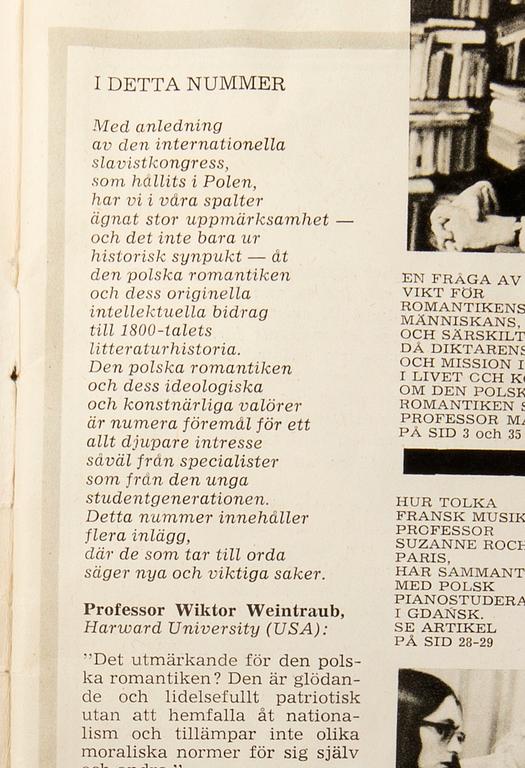 I DETTA NUMMER
Med anledning
av den internationella
slavistkongress,
som hållits i Polen,
har vi i våra spalter
ägnat stor uppmärksamhet —
och det inte bara ur
historisk synpukt — åt
den polska romantiken
och dess originella
intellektuella bidrag
till 1800-talets
litteraturhistoria.
Den polska romantiken
och dess ideologiska
och konstnärliga valörer
är numera föremål för ett
allt djupare intresse
såväl från specialister
som från den unga
studentgenerationen.
Detta nummer innehåller
flera inlägg,
där de som tar till orda
säger nya och viktiga saker.
Professor Wiktor Weintraub,
Harward University (USA):
”Det utmärkande för den pols-
ka romantiken? Den är glödan-
de och lidelsefullt patriotisk
utan att hemfalla åt nationa-
lism och tillämpar inte olika
moraliska normer för sig själv
EN FRÅGA AV
VIKT FÖR
ROMANTIKENS
MÄNNISKANS,
OCH SÄRSKILT
DÅ DIKTARENS
OCH MISSION I
I LIVET OCH
OM DEN POLSK
ROMANTIKEN
PROFESSOR
PÅ SID 3 och 35
HUR TOLKA
FRANSK MUSIK
PROFESSOR
SUZANNE ROCH
PARIS,
HAR SAMMANT
MED POLSK
PIANOSTUDERA
I GDAŃSK.
SE ARTIKEL
PÅ SID 28-29